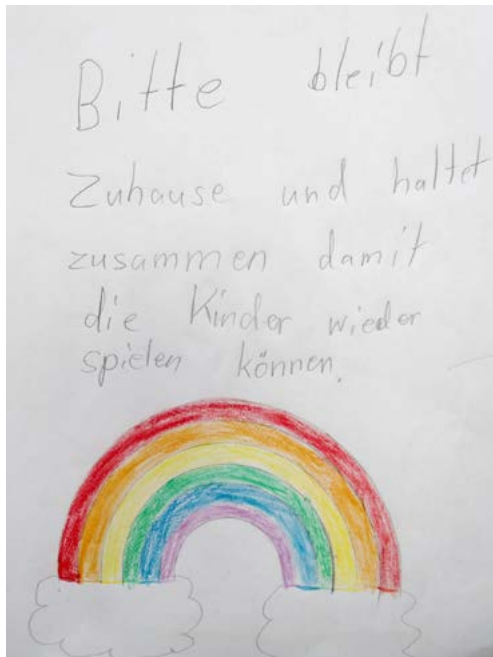 Bitte bleibt
Zuhause und haltet
zusammen damit
die Kinder wieder
spielen können.